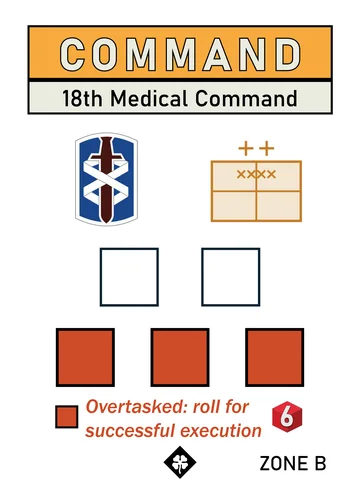 COMMAND
18th Medical Command
++
XXXX
Overtasked: roll for
successful execution
6
ZONE B